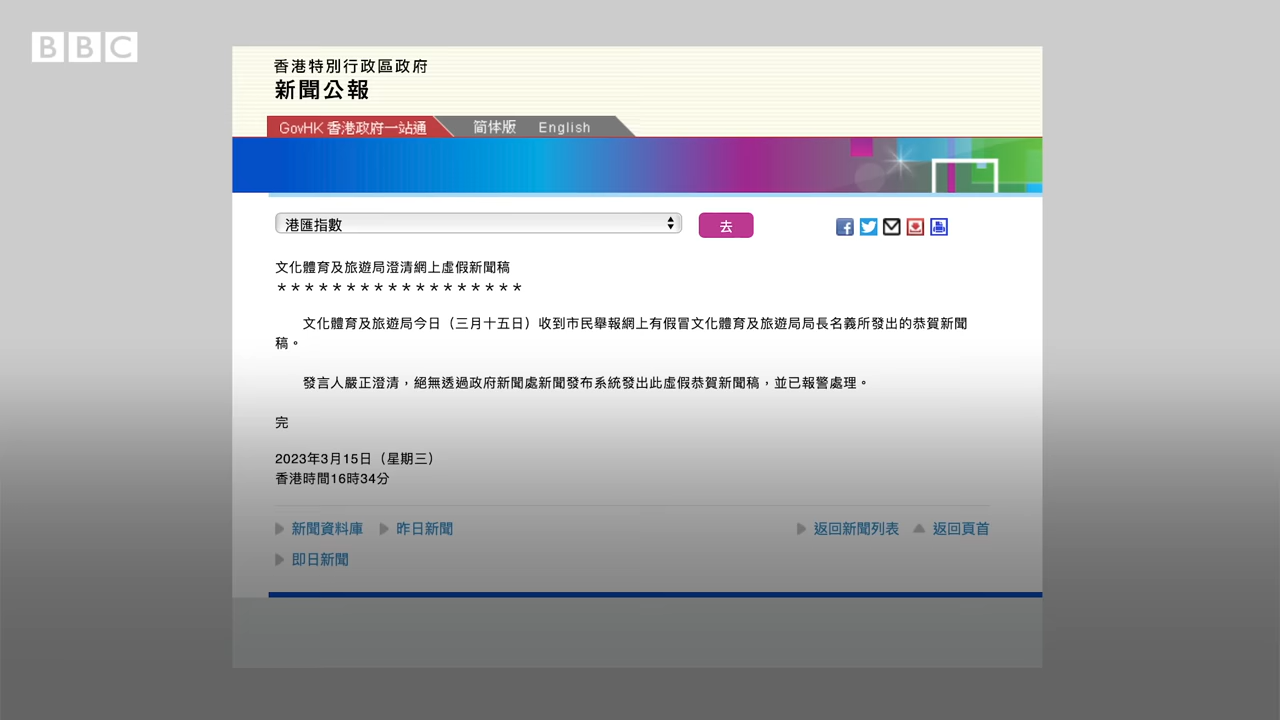 BBC
香港特別行政區政府
新聞公報
GovHK 香港政府一站通 简体版 English
港匯指數 去
文化體育及旅遊局澄清網上虛假新聞稿
＊＊＊＊＊＊＊＊＊＊＊＊＊＊＊＊＊＊
文化體育及旅遊局今日（三月十五日）收到市民舉報網上有假冒文化體育及旅遊局局長名義所發出的恭賀新聞
稿。
發言人嚴正澄清，絕無透過政府新聞處新聞發布系統發出此虛假恭賀新聞稿，並已報警處理。
完
2023年3月15日（星期三）
香港時間16時34分
新聞資料庫 昨日新聞 返回新聞列表 返回頁首
即日新聞